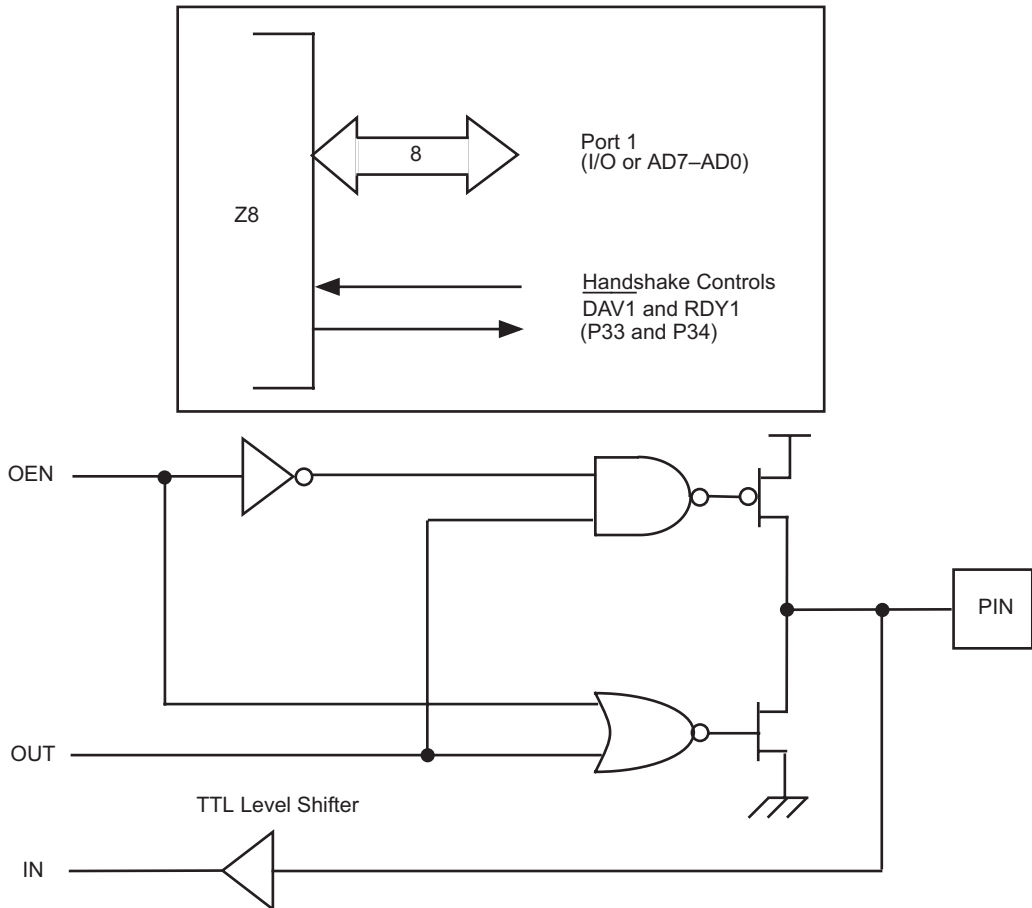 Port 1
(I/O or AD7–AD0)
8
Z8
Handshake Controls
DAV1 and RDY1
(P33 and P34)
OEN
PIN
OUT
TTL Level Shifter
IN